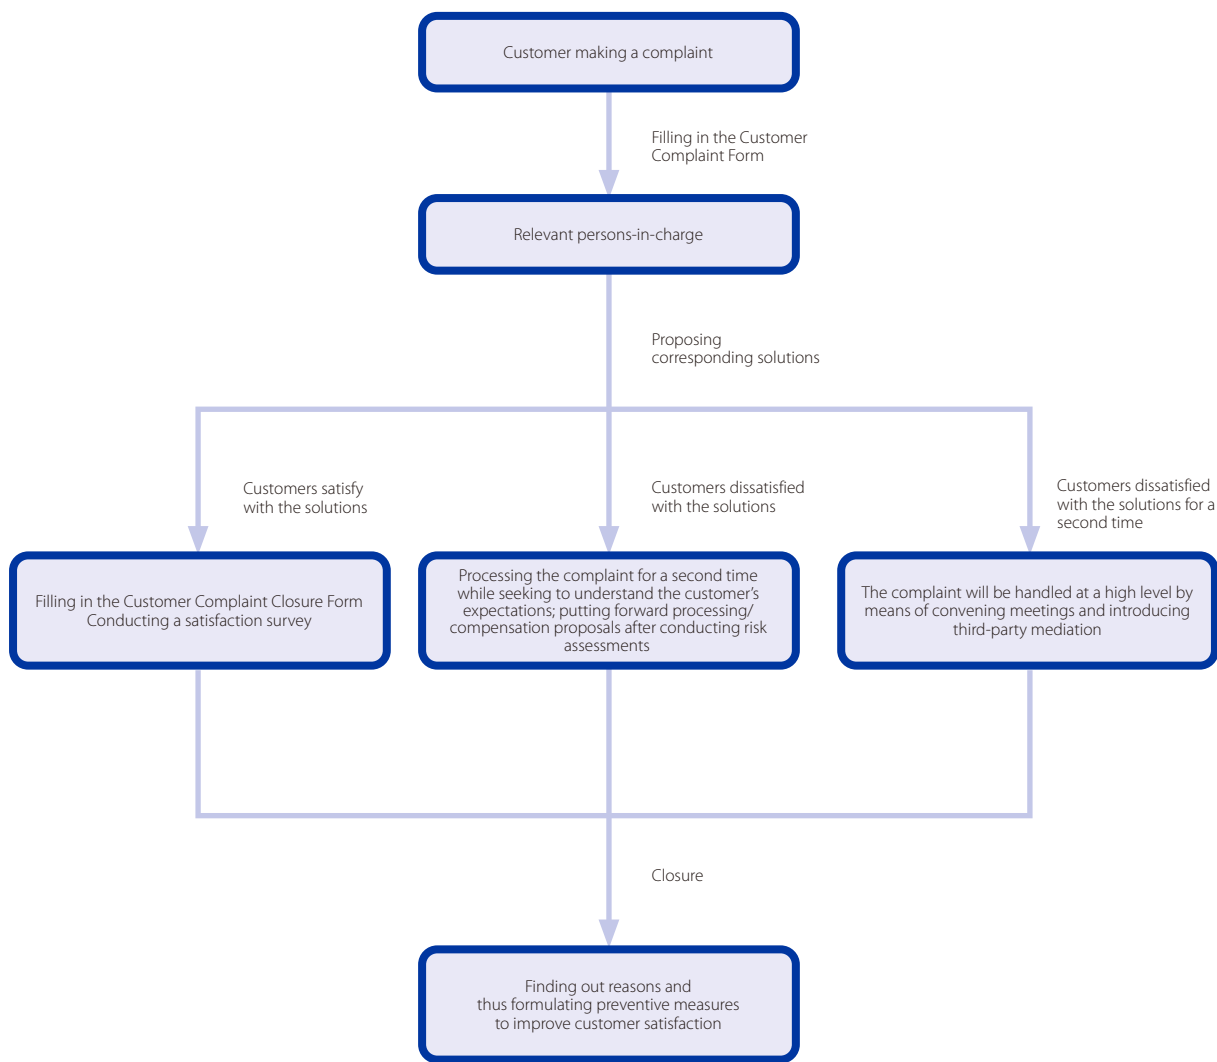 Customer making a complaint
Filling in the Customer
Complaint Form
Relevant persons-in-charge
Proposing
corresponding solutions
Customers satisfy
with the solutions
Customers dissatisfied
with the solutions
Customers dissatisfied
with the solutions for a
second time
Filling in the Customer Complaint Closure Form
Conducting a satisfaction survey
Processing the complaint for a second time
while seeking to understand the customer’s
expectations; putting forward processing/
compensation proposals after conducting risk
assessments
The complaint will be handled at a high level by
means of convening meetings and introducing
third-party mediation
Closure
Finding out reasons and
thus formulating preventive measures
to improve customer satisfaction